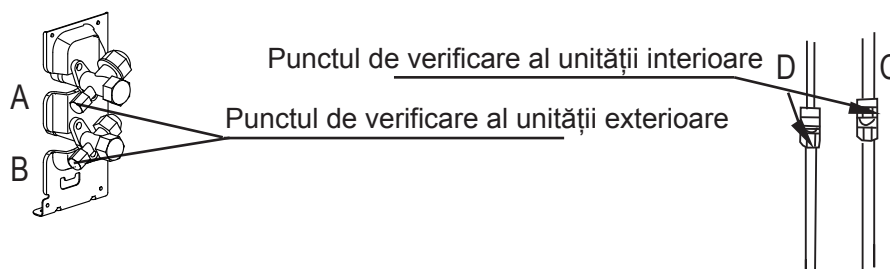 Punctul de verificare al unității interioare
D
C
A
Punctul de verificare al unității exterioare
B